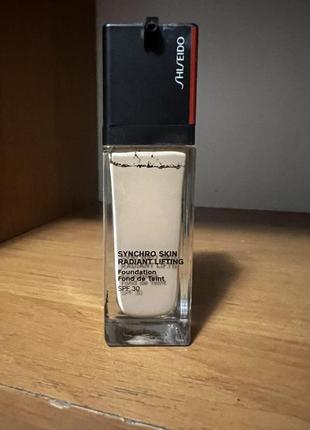 SHISEIDO
SYNCHRO SKIN
RADIANT LIFTING
Foundation
Fond de Teint
SPF 30